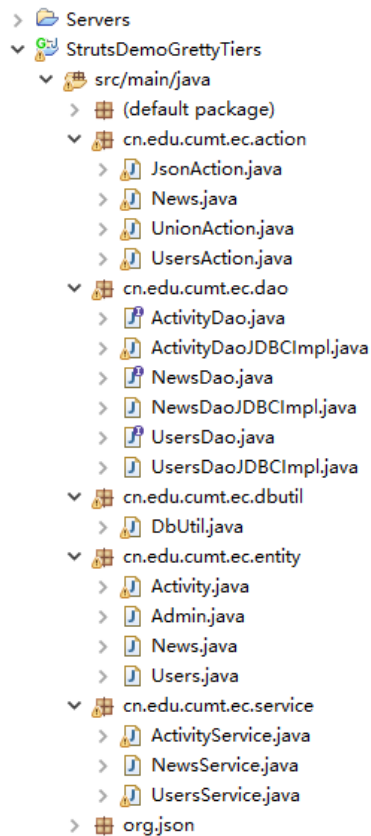 Servers
StrutsDemoGrettyTiers
src/main/java
(default package)
cn.edu.cumt.ec.action
JsonAction.java
News.java
UnionAction.java
UsersAction.java
cn.edu.cumt.ec.dao
ActivityDao.java
ActivityDaoJDBCImpl.java
NewsDao.java
NewsDaoJDBCImpl.java
UsersDao.java
UsersDaoJDBCImpl.java
cn.edu.cumt.ec.dbutil
DbUtil.java
cn.edu.cumt.ec.entity
Activity.java
Admin.java
News.java
Users.java
cn.edu.cumt.ec.service
ActivityService.java
NewsService.java
UsersService.java
org.json